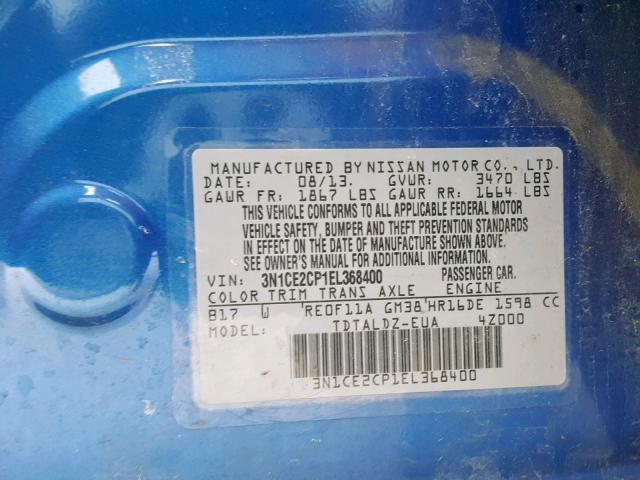 MANUFACTURED BY NISSAN MOTOR CO., LTD.
DATE: 08/13. GVWR: 3470 LBS
GAWR FR: 1867 LBS GAWR RR: 1664 LBS
THIS VEHICLE CONFORMS TO ALL APPLICABLE FEDERAL MOTOR
VEHICLE SAFETY, BUMPER AND THEFT PREVENTION STANDARDS
IN EFFECT ON THE DATE OF MANUFACTURE SHOWN ABOVE.
SEE OWNER'S MANUAL FOR ADDITIONAL INFORMATION.
VIN: 3N1CE2CP1EL368400 PASSENGER CAR.
COLOR TRIM TRANS AXLE ENGINE
B17 W 'RE0F11A GM38'HR16DE 1598 CC
MODEL: TDTALDZ-EUA 4Z000
3N1CE2CP1EL368400